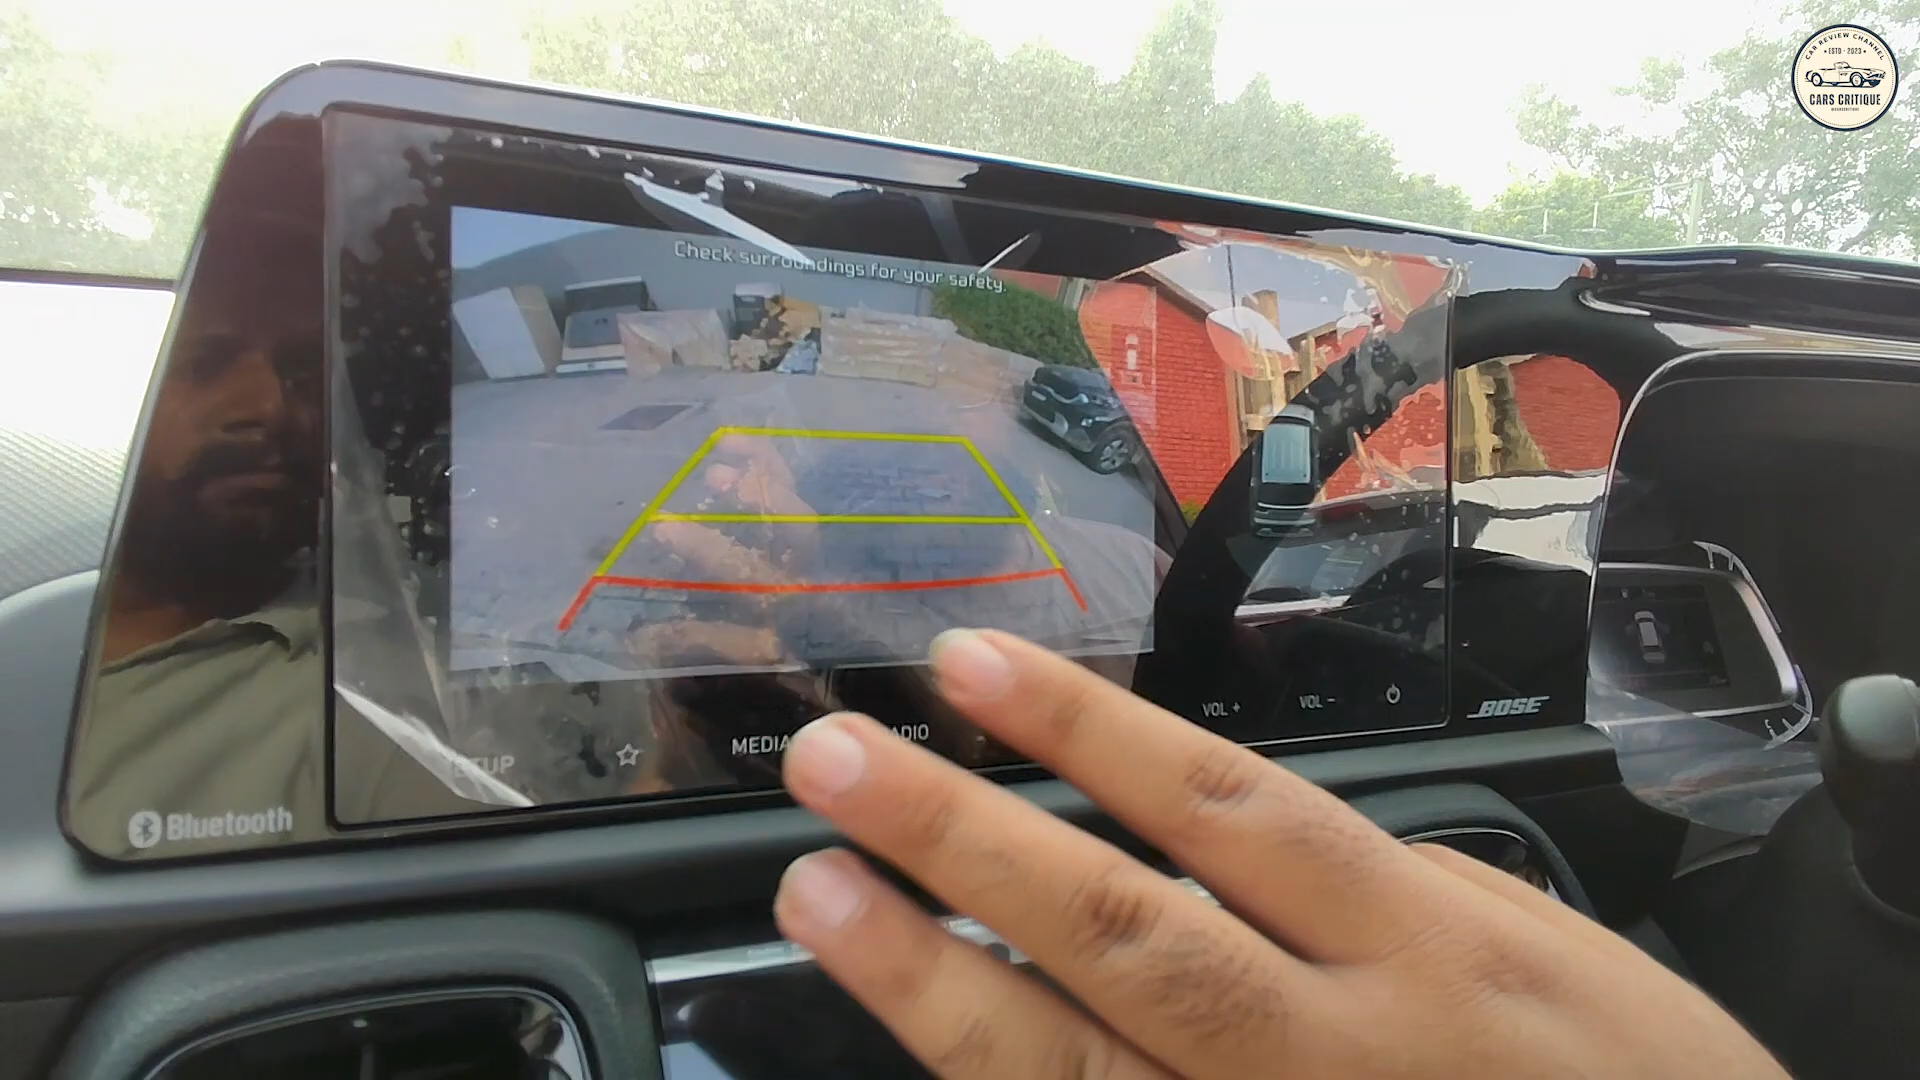 CAR REVIEW CHANNEL
• ESTD - 2023 •
CARS CRITIQUE
Check surroundings for your safety.
VOL +
VOL –
BOSE
MEDIA
Bluetooth